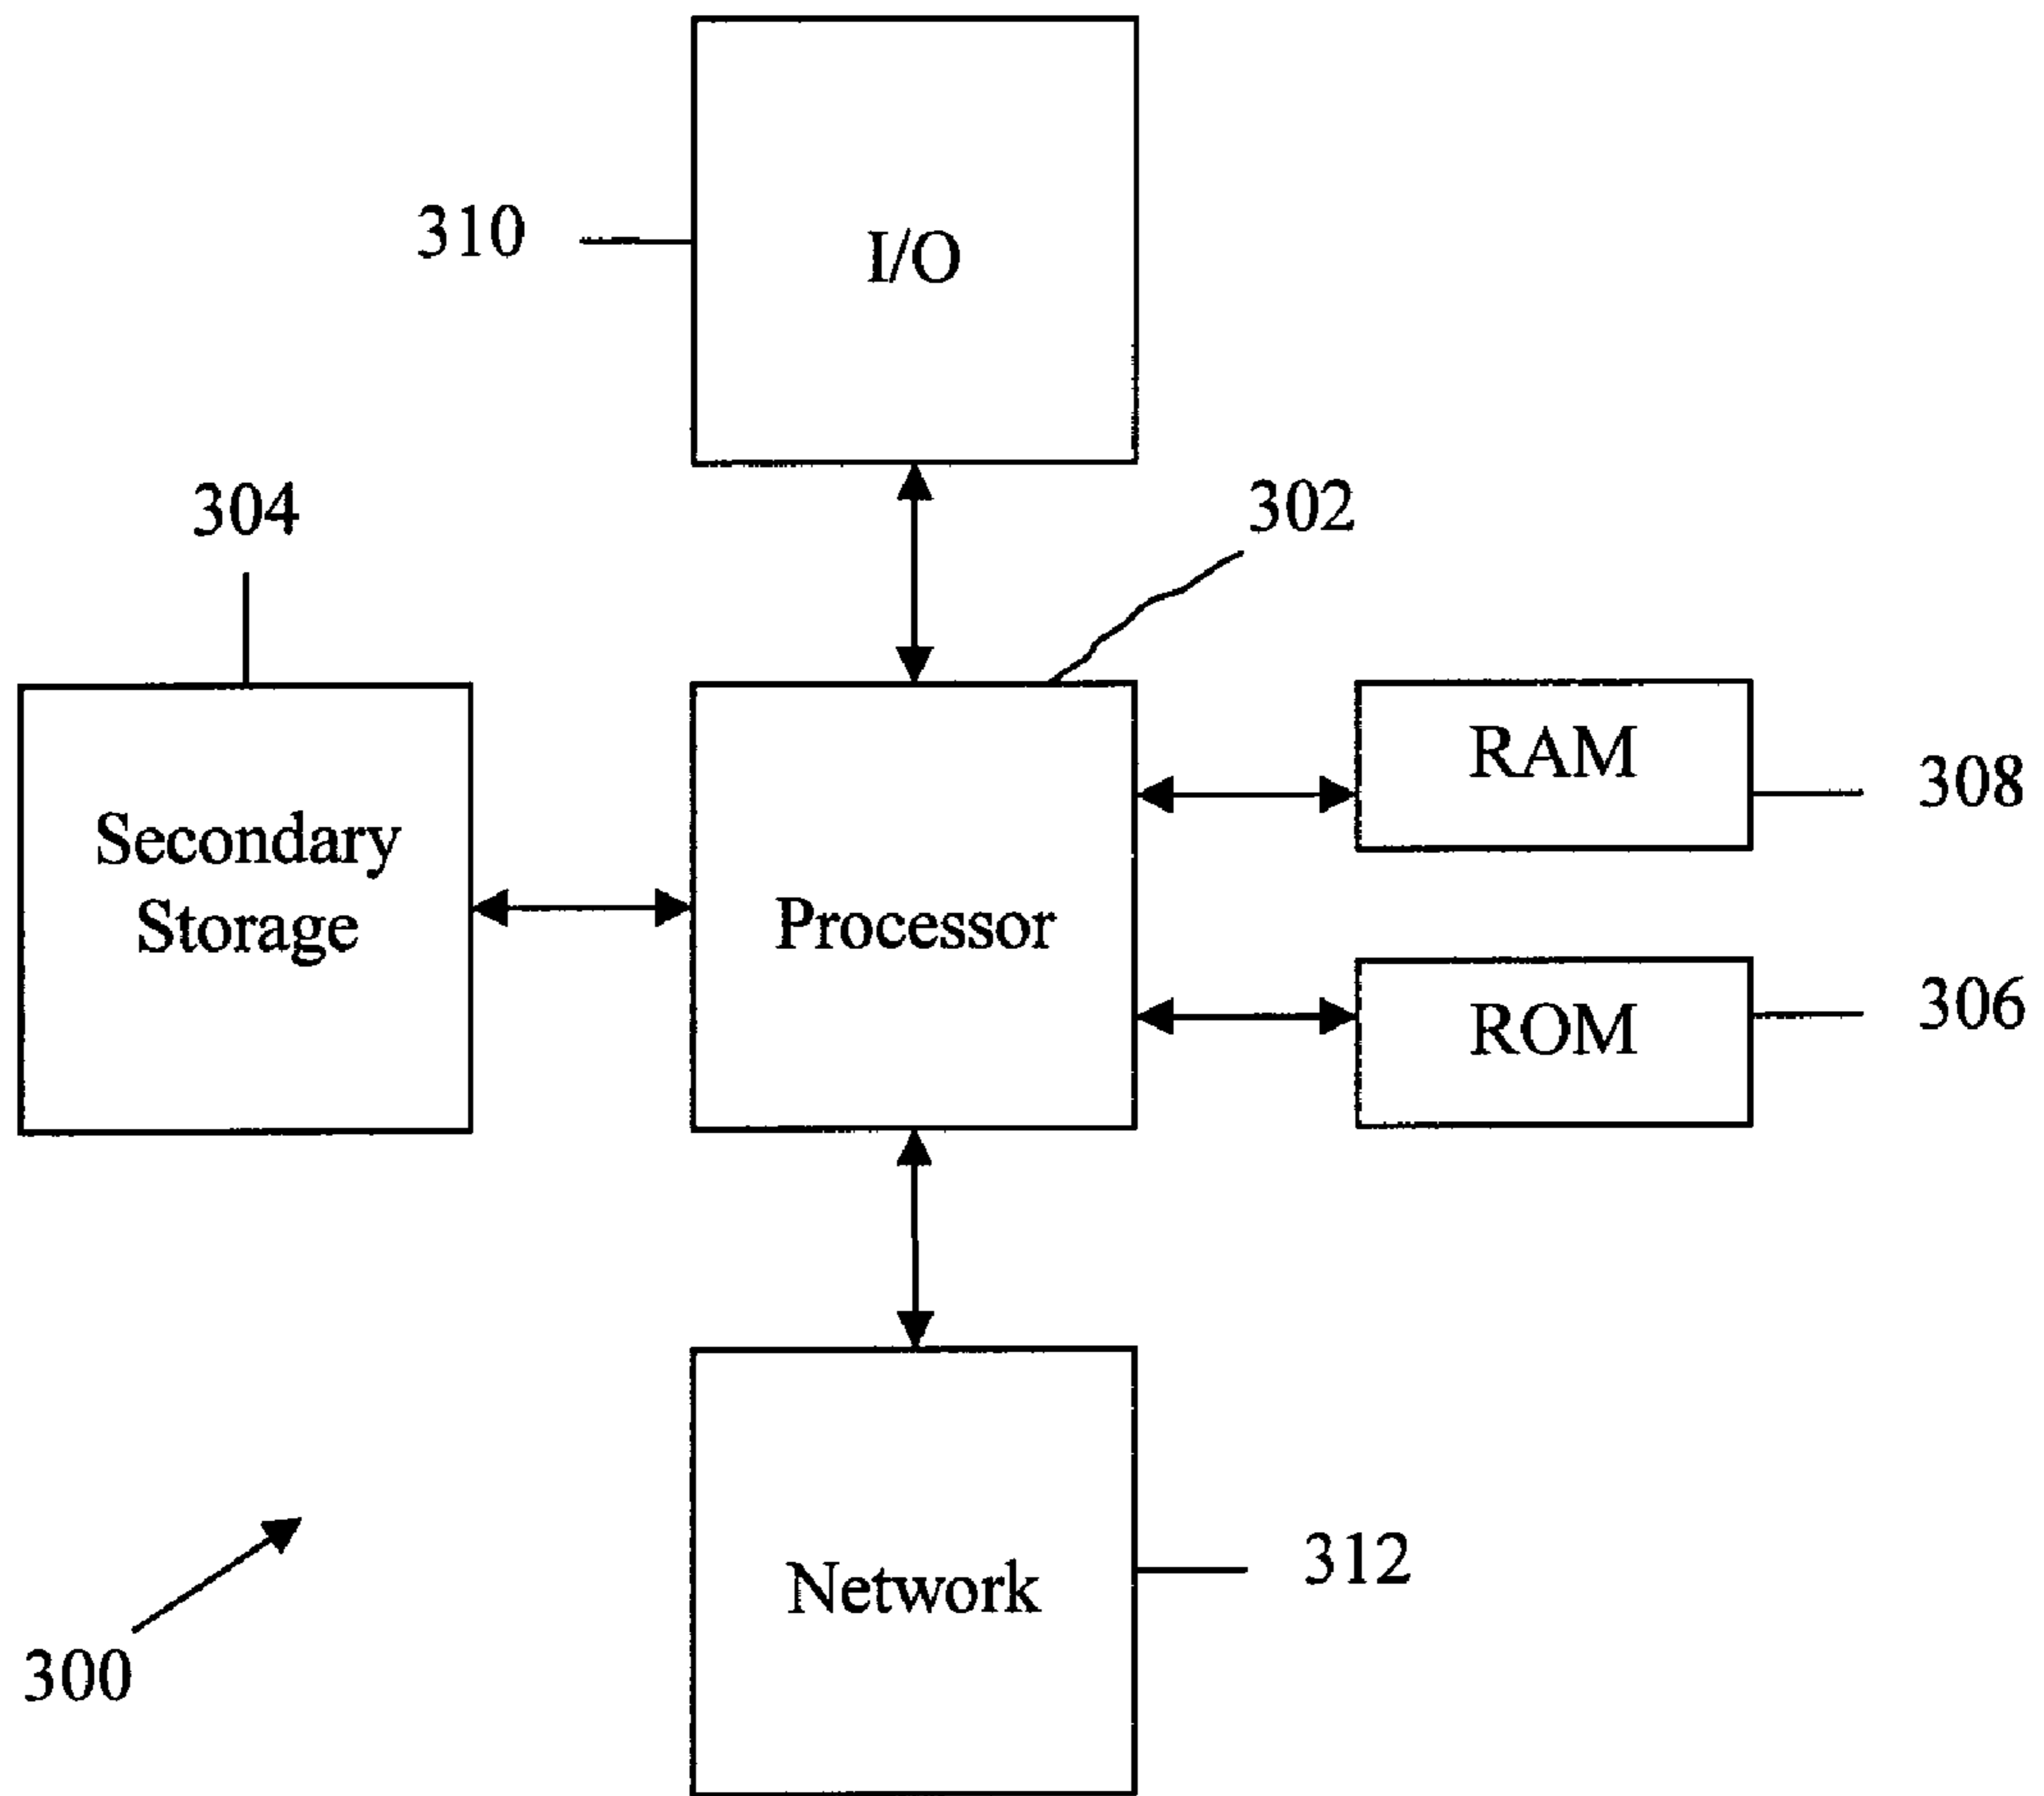 310
I/O
304
302
RAM
308
Secondary
Storage
Processor
306
ROM
Network
312
300